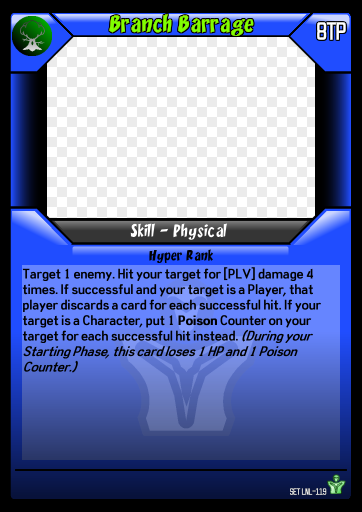 Branch Barrage
8TP
Skill - Physical
Hyper Rank
Target 1 enemy. Hit your target for [PLV] damage 4
times. If successful and your target is a Player, that
player discards a card for each successful hit. If your
target is a Character, put 1 Poison Counter on your
target for each successful hit instead. (During your
Starting Phase, this card loses 1 HP and 1 Poison
Counter.)
SET LNL-119